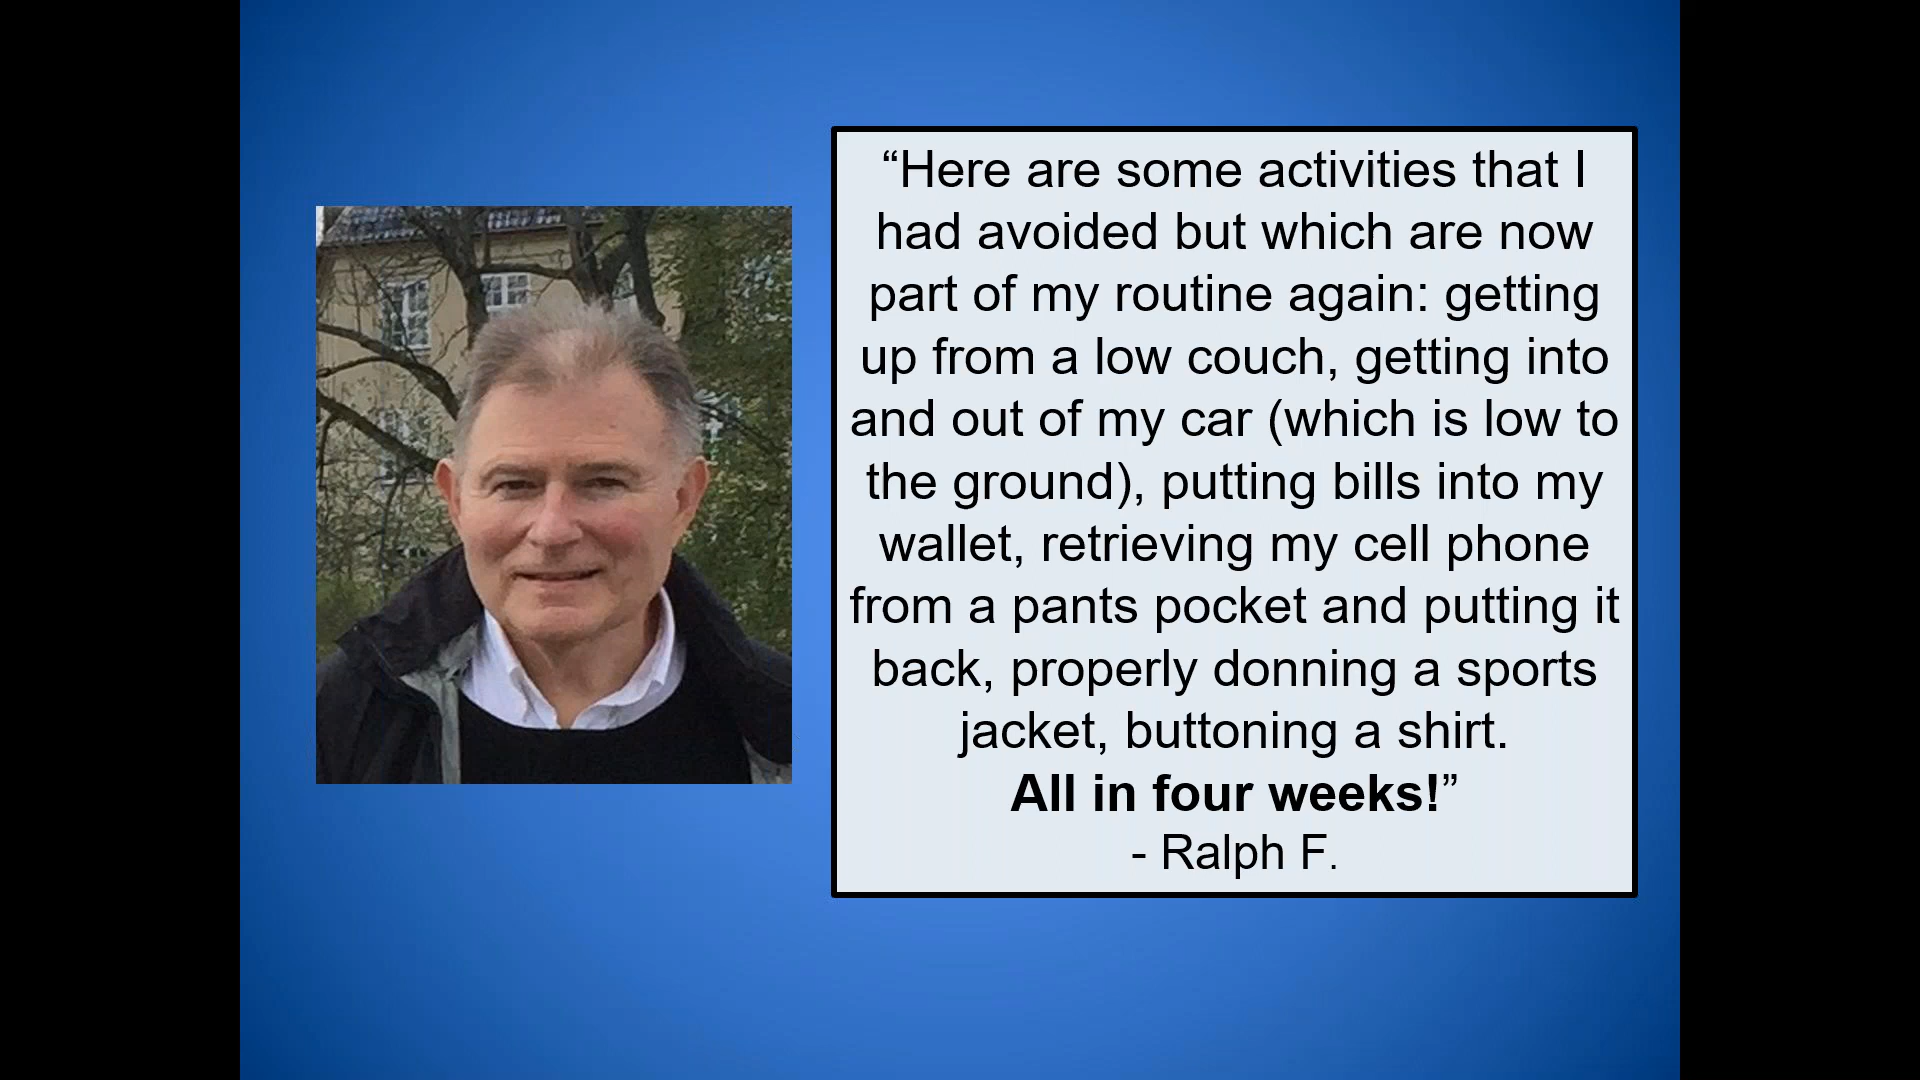 “Here are some activities that I
had avoided but which are now
part of my routine again: getting
up from a low couch, getting into
and out of my car (which is low to
the ground), putting bills into my
wallet, retrieving my cell phone
from a pants pocket and putting it
back, properly donning a sports
jacket, buttoning a shirt.
All in four weeks!”
- Ralph F.